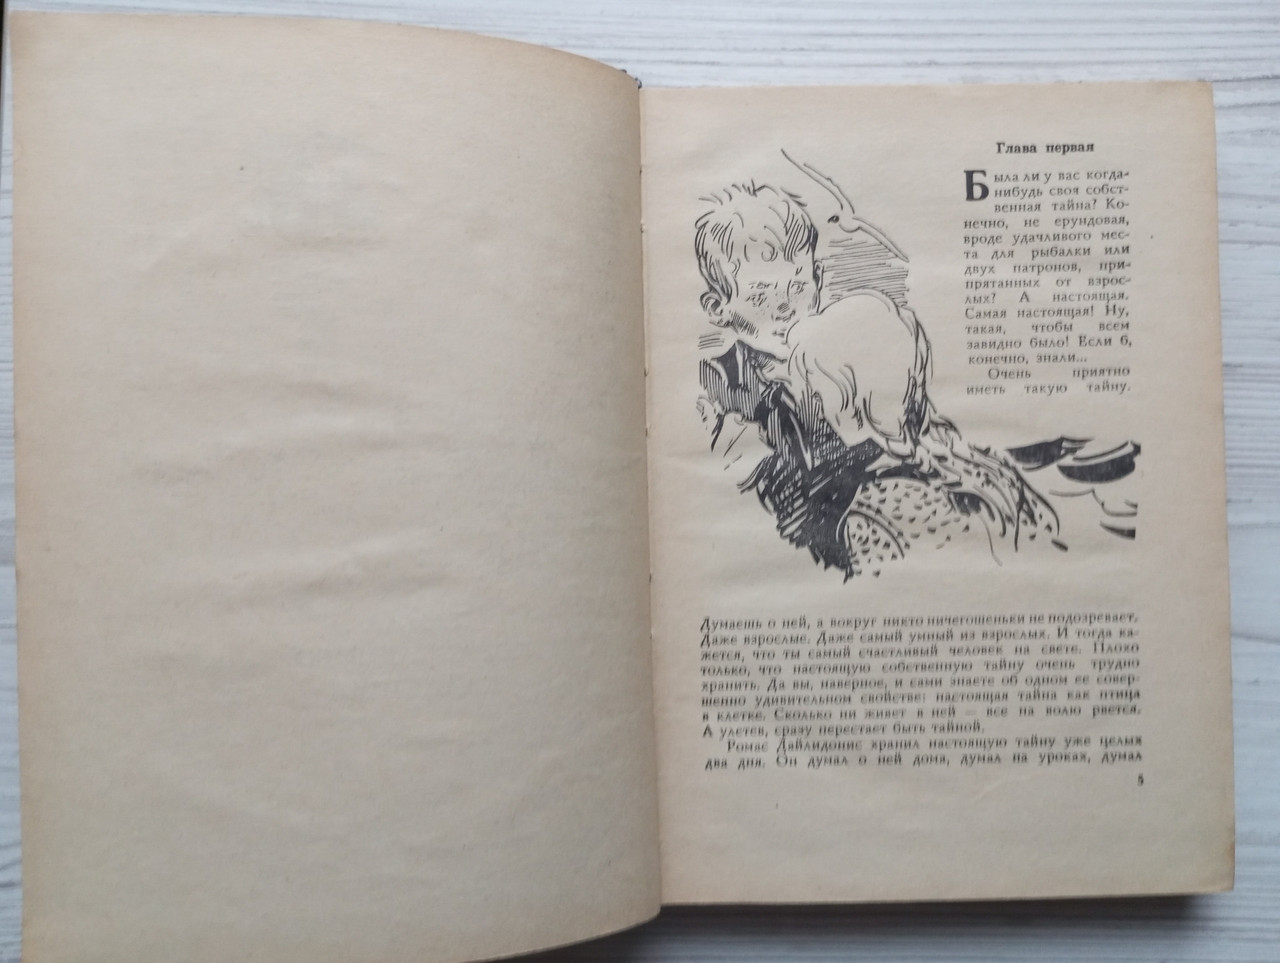 Глава первая
Была ли у вас когда-
нибудь своя собст-
венная тайна? Ко-
нечно, не ерундовая,
вроде удачливого мес-
та для рыбалки или
двух патронов, при-
прятанных от взрос-
лых? А настоящая.
Самая настоящая! Ну,
такая, чтобы всем
завидно было! Если б,
конечно, знали...
Очень приятно
иметь такую тайну.
Думаешь о ней, а вокруг никто ничегошеньки не подозревает.
Даже взрослые. Даже самый умный из взрослых. И тогда ка-
жется, что ты самый счастливый человек на свете. Плохо
только, что настоящую собственную тайну очень трудно
хранить. Да вы, наверное, и сами знаете об одном ее совер-
шенно удивительном свойстве: настоящая тайна как птица
в клетке. Сколько ни живет в ней — все на волю рвется.
А улетев, сразу перестает быть тайной.
Ромас Дайлидонис хранил настоящую тайну уже целых
два дня. Он думал о ней дома, думал на уроках, думал
5